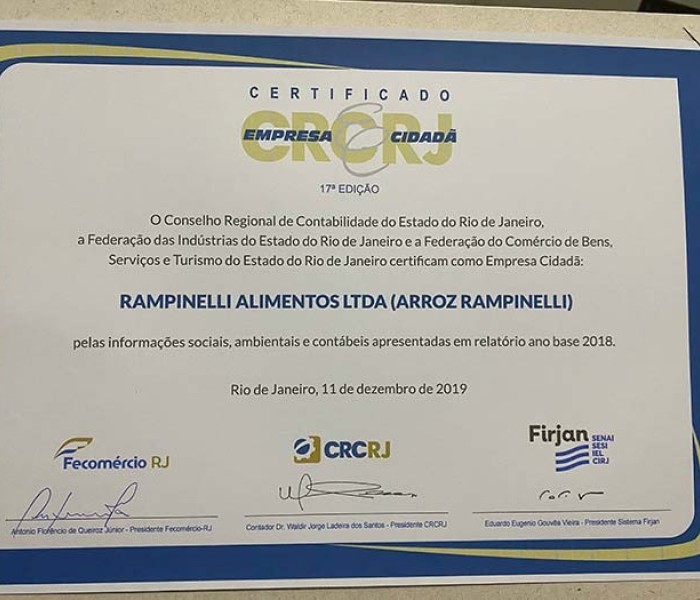 CERTIFICADO
CRCRJ
EMPRESA CIDADÃ
17ª EDIÇÃO
O Conselho Regional de Contabilidade do Estado do Rio de Janeiro,
a Federação das Indústrias do Estado do Rio de Janeiro e a Federação do Comércio de Bens,
Serviços e Turismo do Estado do Rio de Janeiro certificam como Empresa Cidadã:
RAMPINELLI ALIMENTOS LTDA (ARROZ RAMPINELLI)
pelas informações sociais, ambientais e contábeis apresentadas em relatório ano base 2018.
Rio de Janeiro, 11 de dezembro de 2019
Fecomércio RJ
CRCRJ
Firjan SENAI
SESI
IEL
CIRJ
Antonio Florêncio de Queiroz Júnior - Presidente Fecomércio-RJ
Contador Dr. Waldir Jorge Ladeira dos Santos - Presidente CRCRJ
Eduardo Eugenio Gouvêa Vieira - Presidente Sistema Firjan